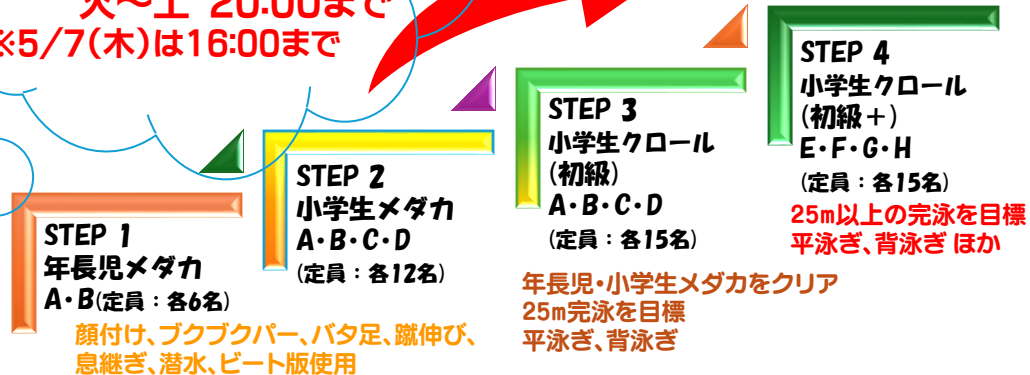 火～土 20:00まで
※5/7(木)は16:00まで
STEP 1
年長児メダカ
A・B(定員：各6名)
顔付け、ブクブクパー、バタ足、蹴伸び、
息継ぎ、潜水、ビート版使用
STEP 2
小学生メダカ
A・B・C・D
(定員：各12名)
STEP 3
小学生クロール
(初級)
A・B・C・D
(定員：各15名)
年長児・小学生メダカをクリア
25m完泳を目標
平泳ぎ、背泳ぎ
STEP 4
小学生クロール
(初級＋)
E・F・G・H
(定員：各15名)
25m以上の完泳を目標
平泳ぎ、背泳ぎ ほか